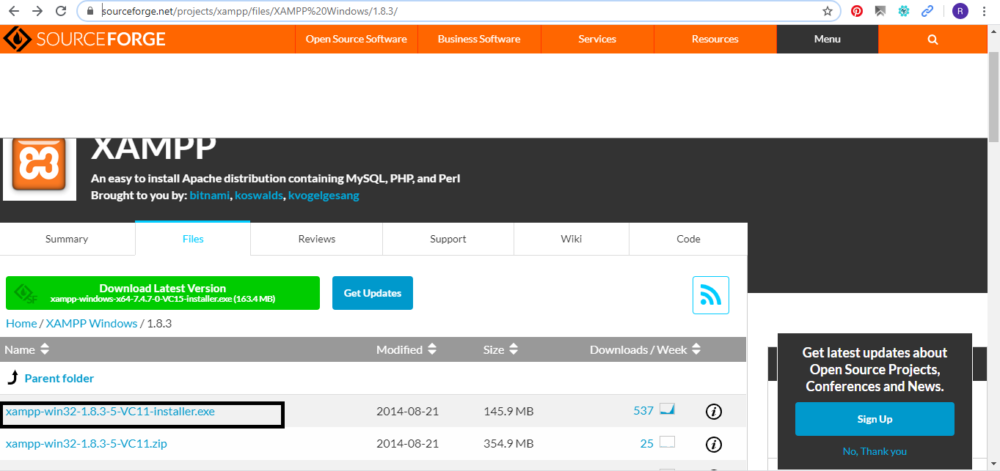 sourceforge.net/projects/xampp/files/XAMPP%20Windows/1.8.3/
R
SOURCEFORGE
Open Source Software
Business Software
Services
Resources
Menu
XAMPP
An easy to install Apache distribution containing MySQL, PHP, and Perl
Brought to you by: bitnami, koswalds, kvogelgesang
Summary
Files
Reviews
Support
Wiki
Code
SF
Download Latest Version
xampp-windows-x64-7.4.7-0-VC15-installer.exe (163.4 MB)
Get Updates
Home / XAMPP Windows / 1.8.3
Name Modified Size Downloads / Week
Parent folder
xampp-win32-1.8.3-5-VC11-installer.exe 2014-08-21 145.9 MB 537 i
xampp-win32-1.8.3-5-VC11.zip 2014-08-21 354.9 MB 25 i
Get latest updates about
Open Source Projects,
Conferences and News.
Sign Up
No, Thank you